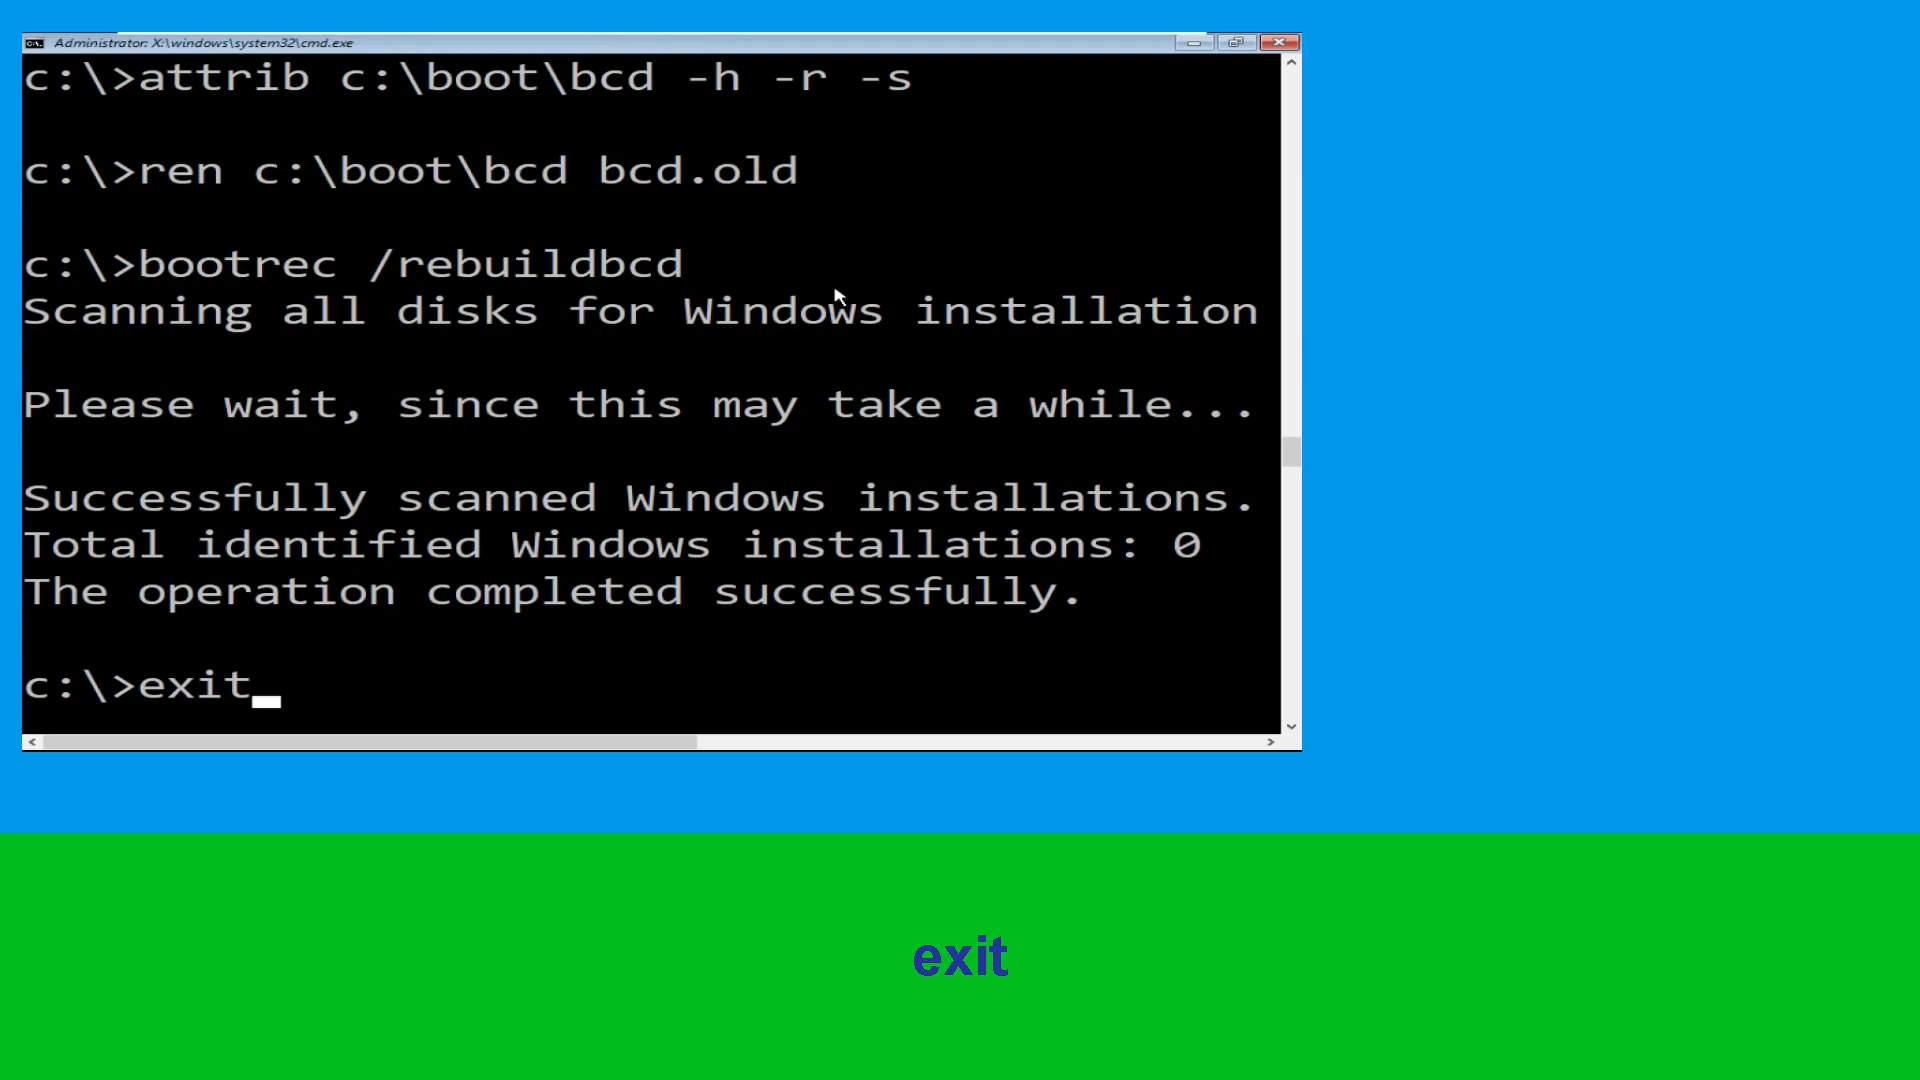 Administrator: X:\windows\system32\cmd.exe
c:\>attrib c:\boot\bcd -h -r -s
c:\>ren c:\boot\bcd bcd.old
c:\>bootrec /rebuildbcd
Scanning all disks for Windows installation
Please wait, since this may take a while...
Successfully scanned Windows installations.
Total identified Windows installations: 0
The operation completed successfully.
c:\>exit
exit